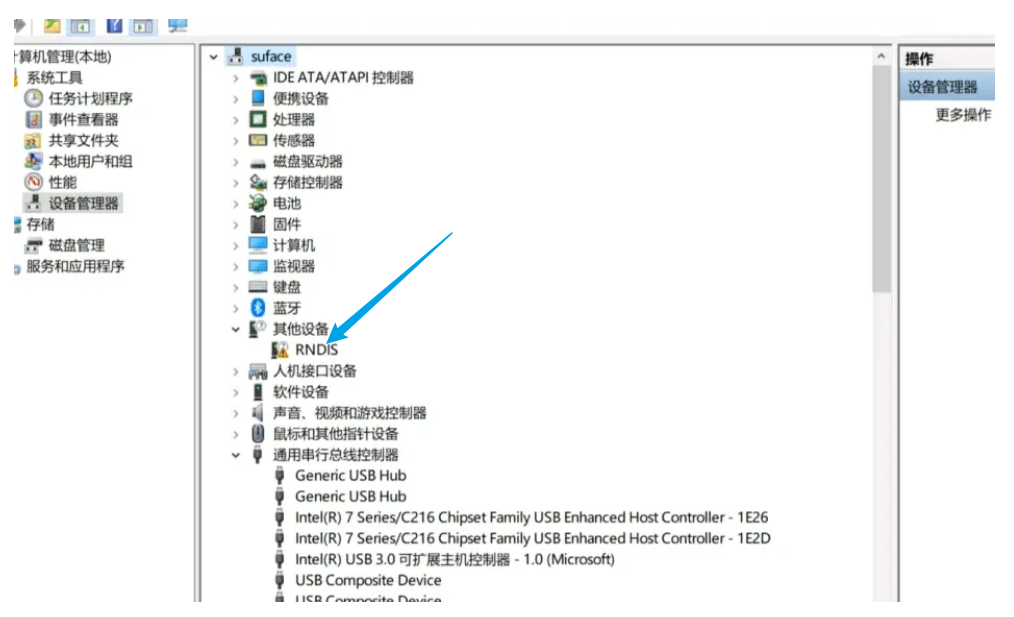 计算机管理(本地)
系统工具
任务计划程序
事件查看器
共享文件夹
本地用户和组
性能
设备管理器
存储
磁盘管理
服务和应用程序
suface
IDE ATA/ATAPI 控制器
便携设备
处理器
传感器
磁盘驱动器
存储控制器
电池
固件
计算机
监视器
键盘
蓝牙
其他设备
RNDIS
人机接口设备
软件设备
声音、视频和游戏控制器
鼠标和其他指针设备
通用串行总线控制器
Generic USB Hub
Generic USB Hub
Intel(R) 7 Series/C216 Chipset Family USB Enhanced Host Controller - 1E26
Intel(R) 7 Series/C216 Chipset Family USB Enhanced Host Controller - 1E2D
Intel(R) USB 3.0 可扩展主机控制器 - 1.0 (Microsoft)
USB Composite Device
USB Composite Device
操作
设备管理器
更多操作